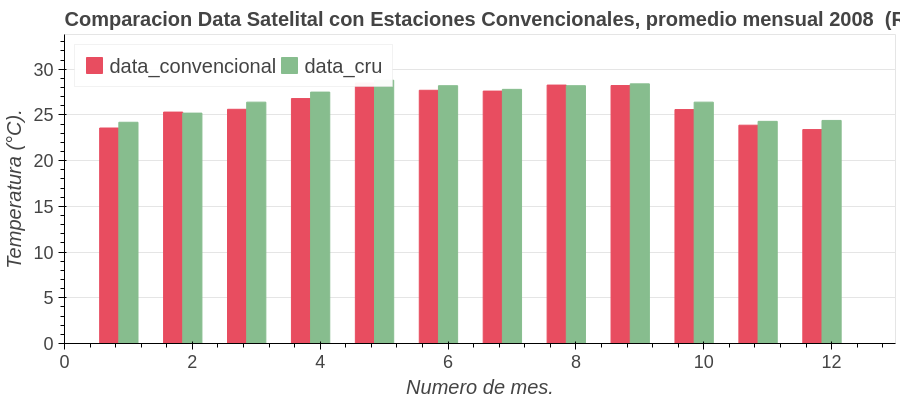 Comparacion Data Satelital con Estaciones Convencionales, promedio mensual 2008 (R
data_convencional data_cru
30
25
20
15
10
5
0
Temperatura (°C).
0 2 4 6 8 10 12
Numero de mes.